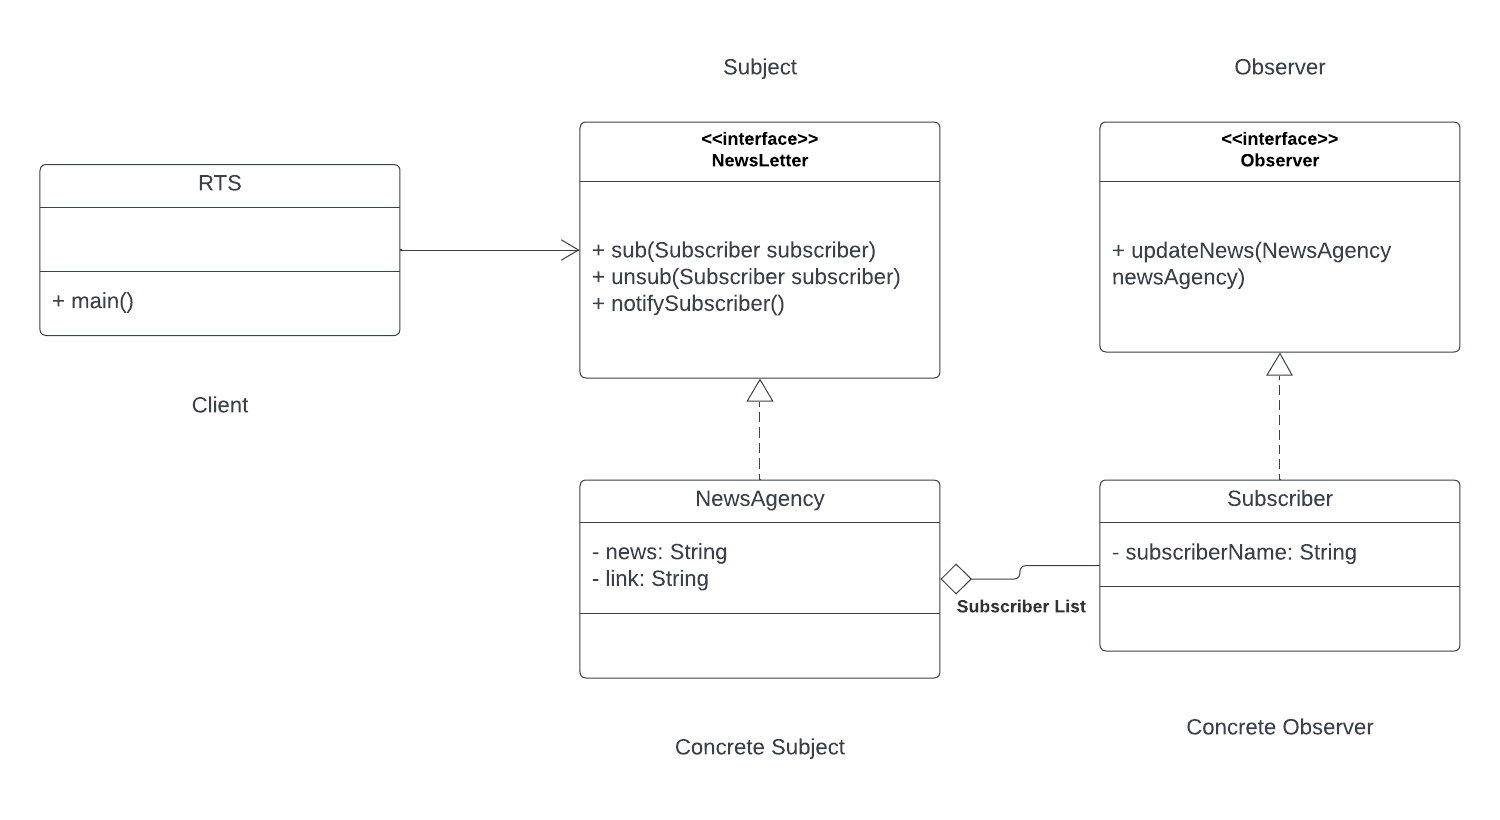 Subject
Observer
<<interface>>
NewsLetter
+ sub(Subscriber subscriber)
+ unsub(Subscriber subscriber)
+ notifySubscriber()
<<interface>>
Observer
+ updateNews(NewsAgency
newsAgency)
RTS
+ main()
Client
NewsAgency
- news: String
- link: String
Subscriber List
Subscriber
- subscriberName: String
Concrete Subject
Concrete Observer